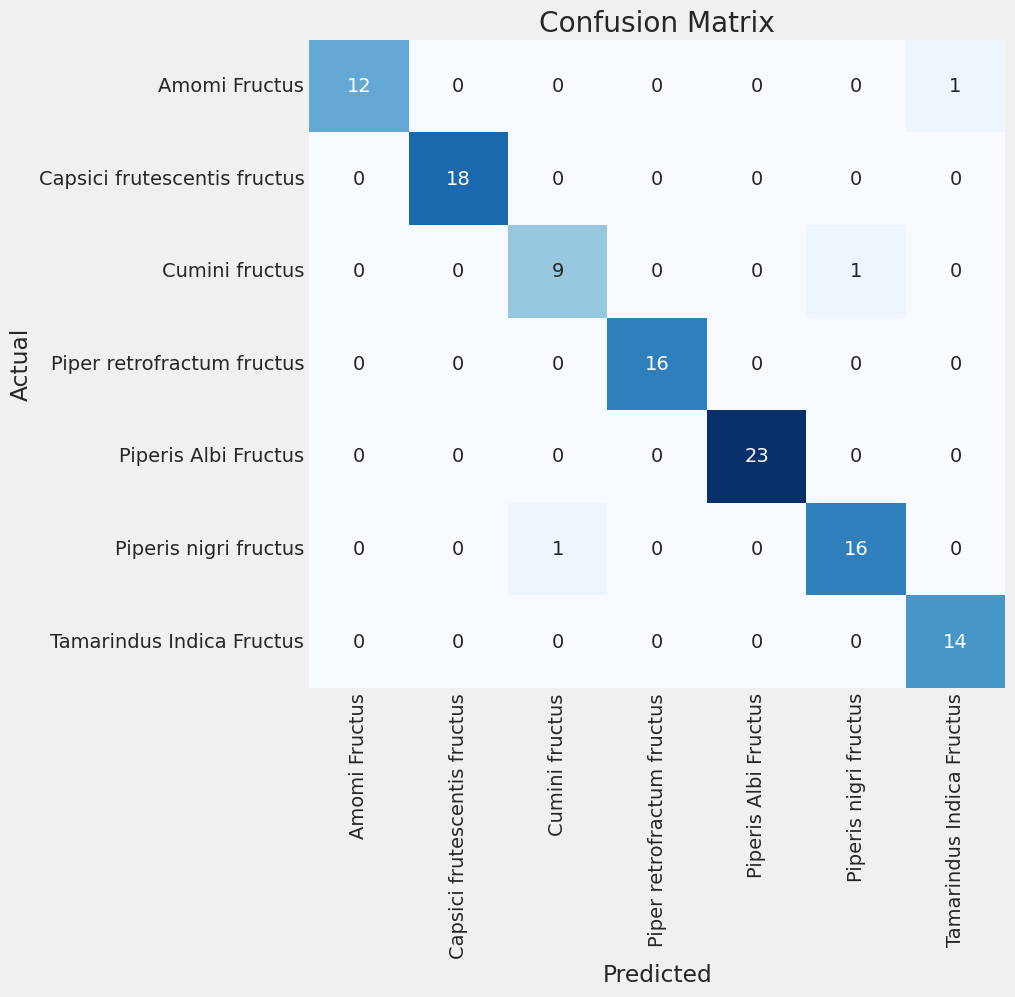 Confusion Matrix
Amomi Fructus 12 0 0 0 0 0 1
Capsici frutescentis fructus 0 18 0 0 0 0 0
Cumini fructus 0 0 9 0 0 1 0
Piper retrofractum fructus 0 0 0 16 0 0 0
Piperis Albi Fructus 0 0 0 0 23 0 0
Piperis nigri fructus 0 0 1 0 0 16 0
Tamarindus Indica Fructus 0 0 0 0 0 0 14
Actual
Amomi Fructus
Capsici frutescentis fructus
Cumini fructus
Piper retrofractum fructus
Piperis Albi Fructus
Piperis nigri fructus
Tamarindus Indica Fructus
Predicted